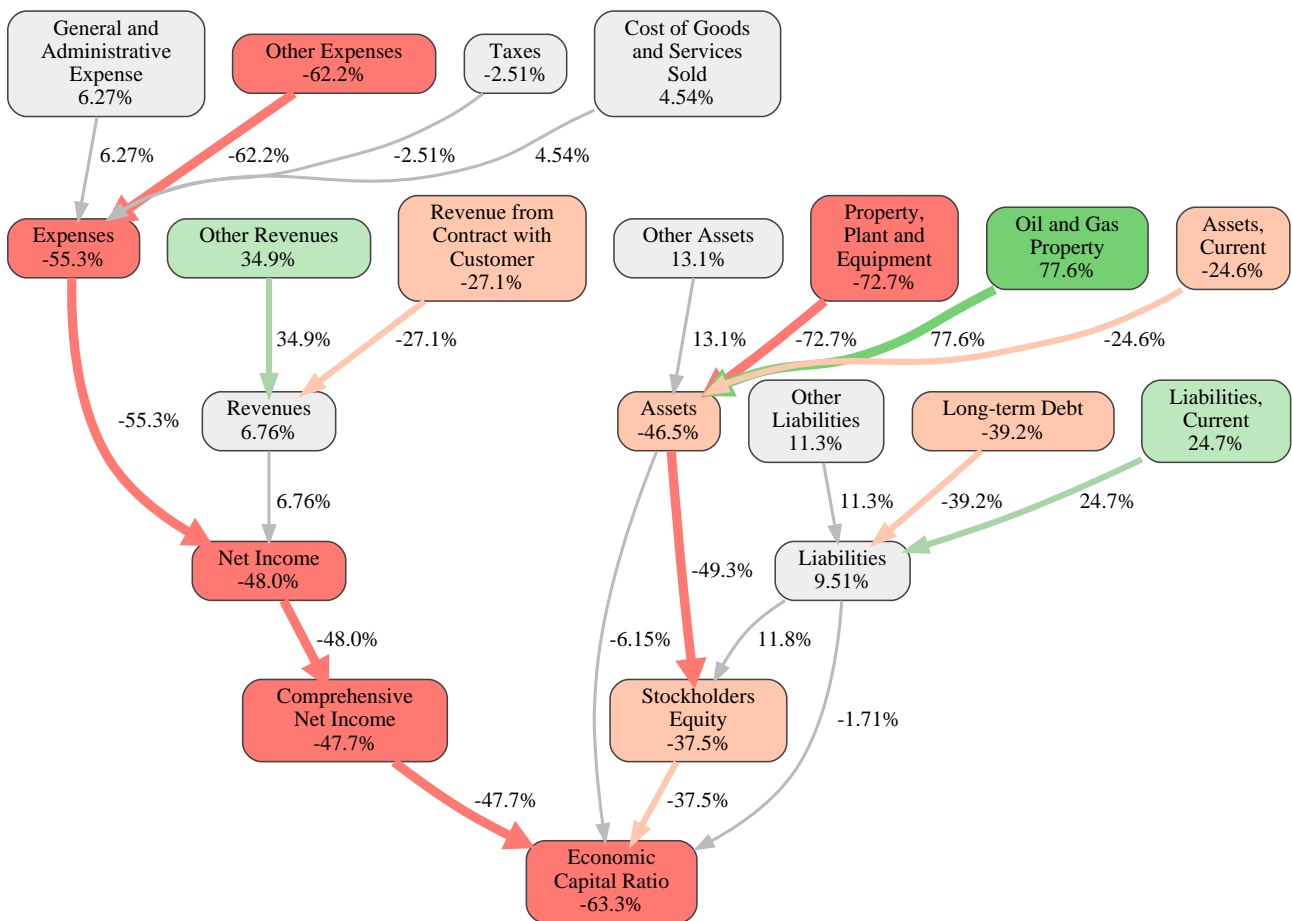 General and
Administrative
Expense
6.27%
Other Expenses
-62.2%
Taxes
-2.51%
Cost of Goods
and Services
Sold
4.54%
6.27%
-62.2%
-2.51%
4.54%
Expenses
-55.3%
Other Revenues
34.9%
Revenue from
Contract with
Customer
-27.1%
Other Assets
13.1%
Property,
Plant and
Equipment
-72.7%
Oil and Gas
Property
77.6%
Assets,
Current
-24.6%
34.9%
-27.1%
13.1%
-72.7%
77.6%
-24.6%
-55.3%
Revenues
6.76%
Assets
-46.5%
Other
Liabilities
11.3%
Long-term Debt
-39.2%
Liabilities,
Current
24.7%
6.76%
11.3%
-39.2%
24.7%
Net Income
-48.0%
-49.3%
Liabilities
9.51%
-48.0%
-6.15%
11.8%
Comprehensive
Net Income
-47.7%
Stockholders
Equity
-37.5%
-1.71%
-47.7%
-37.5%
Economic
Capital Ratio
-63.3%